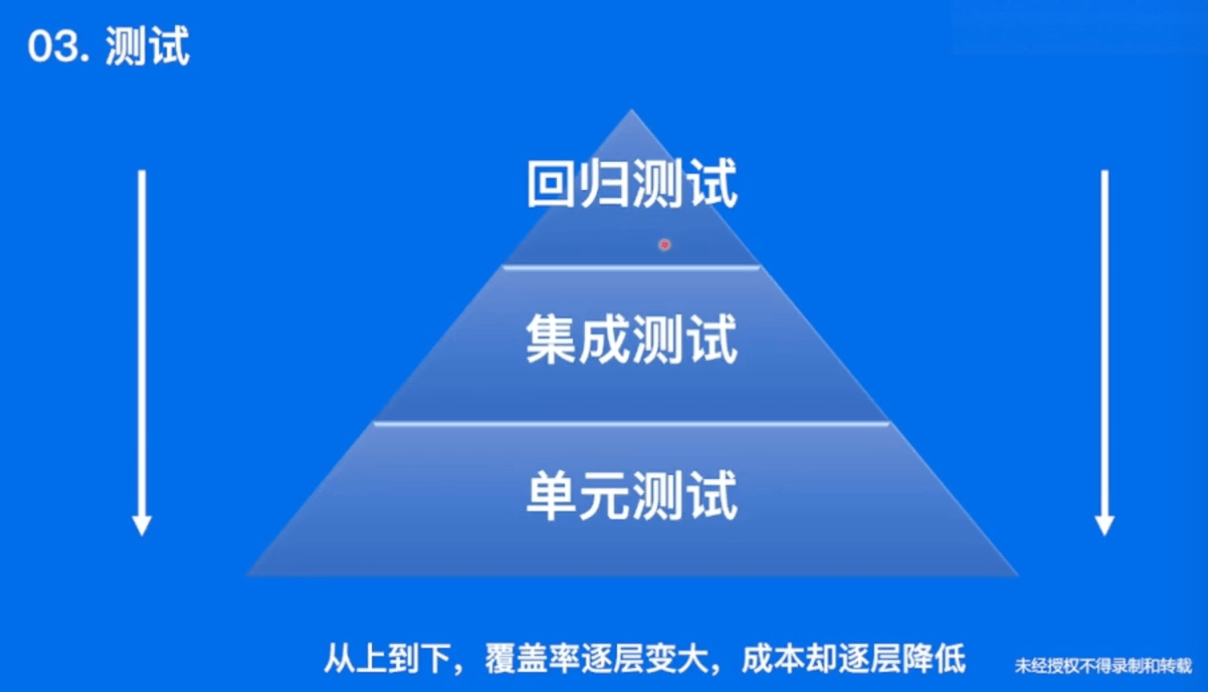 03. 测试
回归测试
集成测试
单元测试
从上到下，覆盖率逐层变大，成本却逐层降低
未经授权不得录制和转载